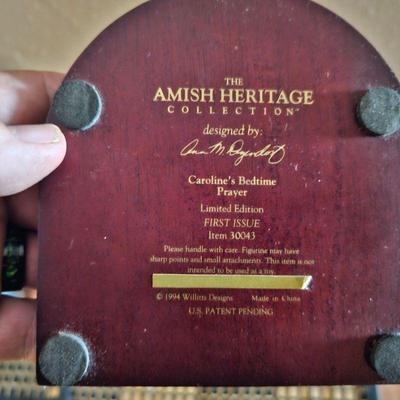 THE
AMISH HERITAGE
COLLECTION™
designed by:
Caroline's Bedtime
Prayer
Limited Edition
FIRST ISSUE
Item 30043
Please handle with care. Figurine may have
sharp points and small attachments. This item is not
intended to be used as a toy.
© 1994 Willitts Designs Made in China
U.S. PATENT PENDING